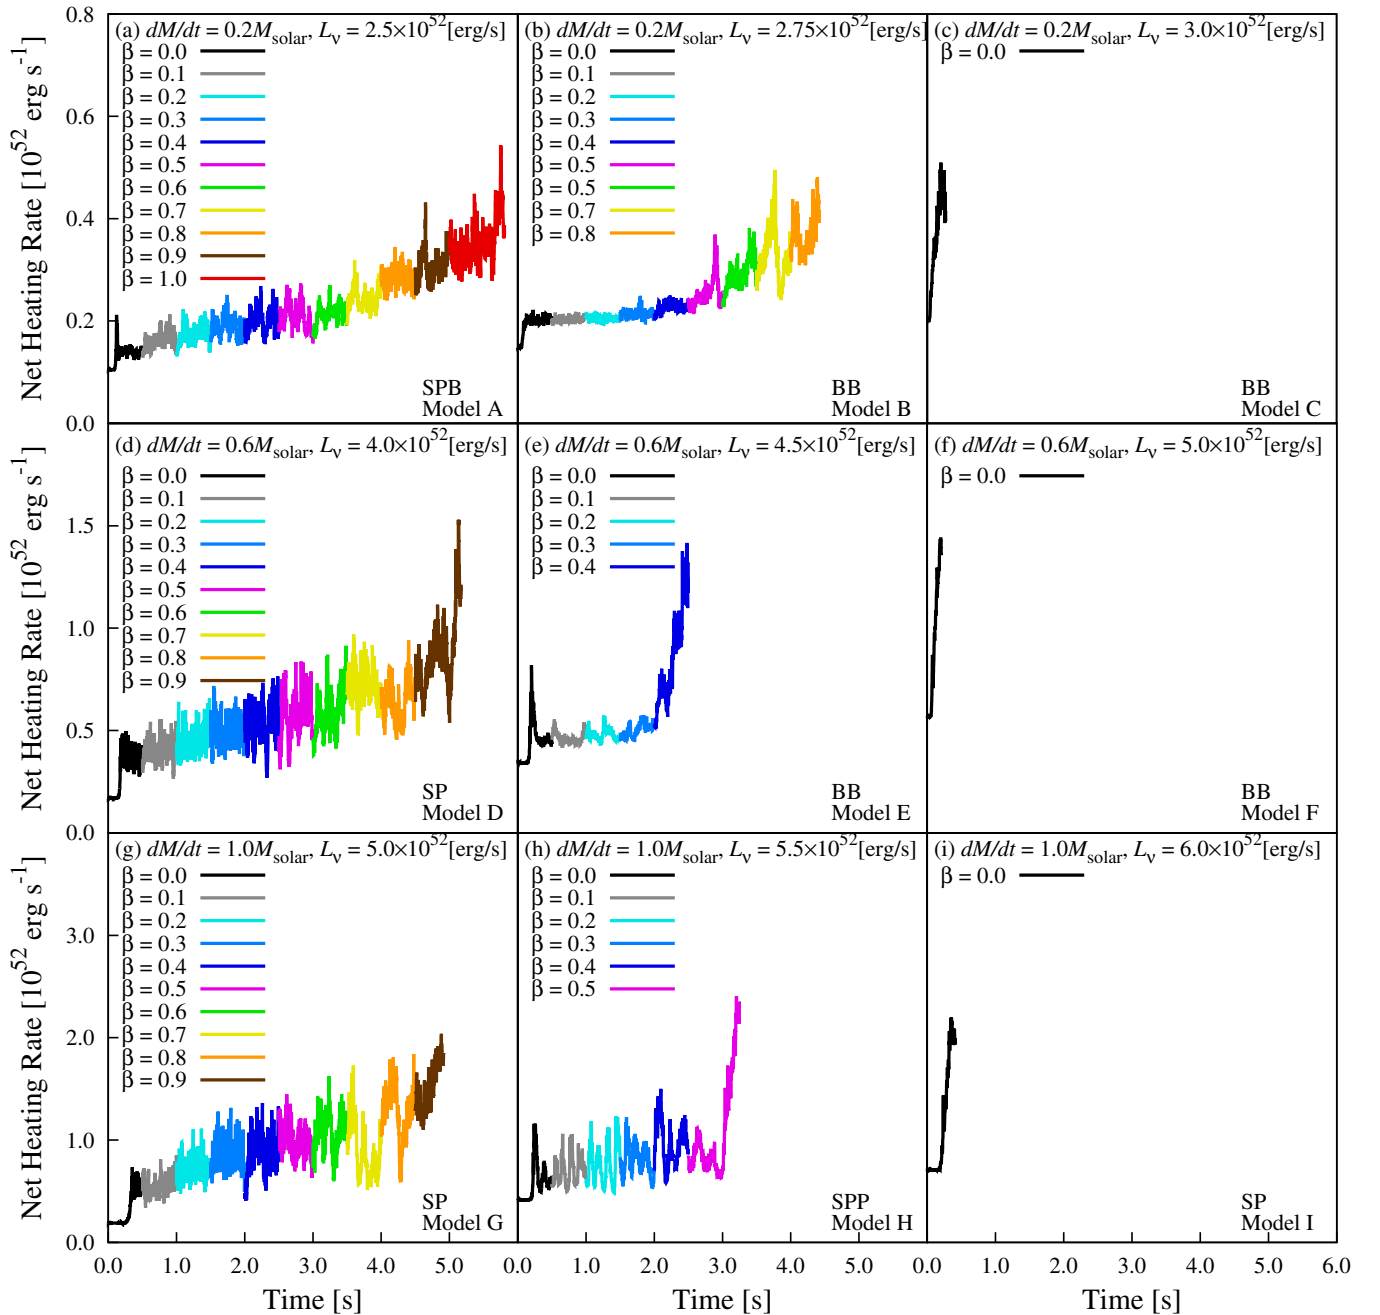 (a) dM/dt = 0.2M_solar, L_ν = 2.5×10^52[erg/s]
β = 0.0
β = 0.1
β = 0.2
β = 0.3
β = 0.4
β = 0.5
β = 0.6
β = 0.7
β = 0.8
β = 0.9
β = 1.0
SPB
Model A
(b) dM/dt = 0.2M_solar, L_ν = 2.75×10^52[erg/s]
β = 0.0
β = 0.1
β = 0.2
β = 0.3
β = 0.4
β = 0.5
β = 0.5
β = 0.7
β = 0.8
BB
Model B
(c) dM/dt = 0.2M_solar, L_ν = 3.0×10^52[erg/s]
β = 0.0
BB
Model C
0.8
0.6
0.4
0.2
0.0
Net Heating Rate [10^52 erg s^-1]
(d) dM/dt = 0.6M_solar, L_ν = 4.0×10^52[erg/s]
β = 0.0
β = 0.1
β = 0.2
β = 0.3
β = 0.4
β = 0.5
β = 0.6
β = 0.7
β = 0.8
β = 0.9
SP
Model D
(e) dM/dt = 0.6M_solar, L_ν = 4.5×10^52[erg/s]
β = 0.0
β = 0.1
β = 0.2
β = 0.3
β = 0.4
BB
Model E
(f) dM/dt = 0.6M_solar, L_ν = 5.0×10^52[erg/s]
β = 0.0
BB
Model F
1.5
1.0
0.5
0.0
Net Heating Rate [10^52 erg s^-1]
(g) dM/dt = 1.0M_solar, L_ν = 5.0×10^52[erg/s]
β = 0.0
β = 0.1
β = 0.2
β = 0.3
β = 0.4
β = 0.5
β = 0.6
β = 0.7
β = 0.8
β = 0.9
SP
Model G
(h) dM/dt = 1.0M_solar, L_ν = 5.5×10^52[erg/s]
β = 0.0
β = 0.1
β = 0.2
β = 0.3
β = 0.4
β = 0.5
SPP
Model H
(i) dM/dt = 1.0M_solar, L_ν = 6.0×10^52[erg/s]
β = 0.0
SP
Model I
3.0
2.0
1.0
0.0
Net Heating Rate [10^52 erg s^-1]
0.0 1.0 2.0 3.0 4.0 5.0
0.0 1.0 2.0 3.0 4.0 5.0
0.0 1.0 2.0 3.0 4.0 5.0 6.0
Time [s]
Time [s]
Time [s]